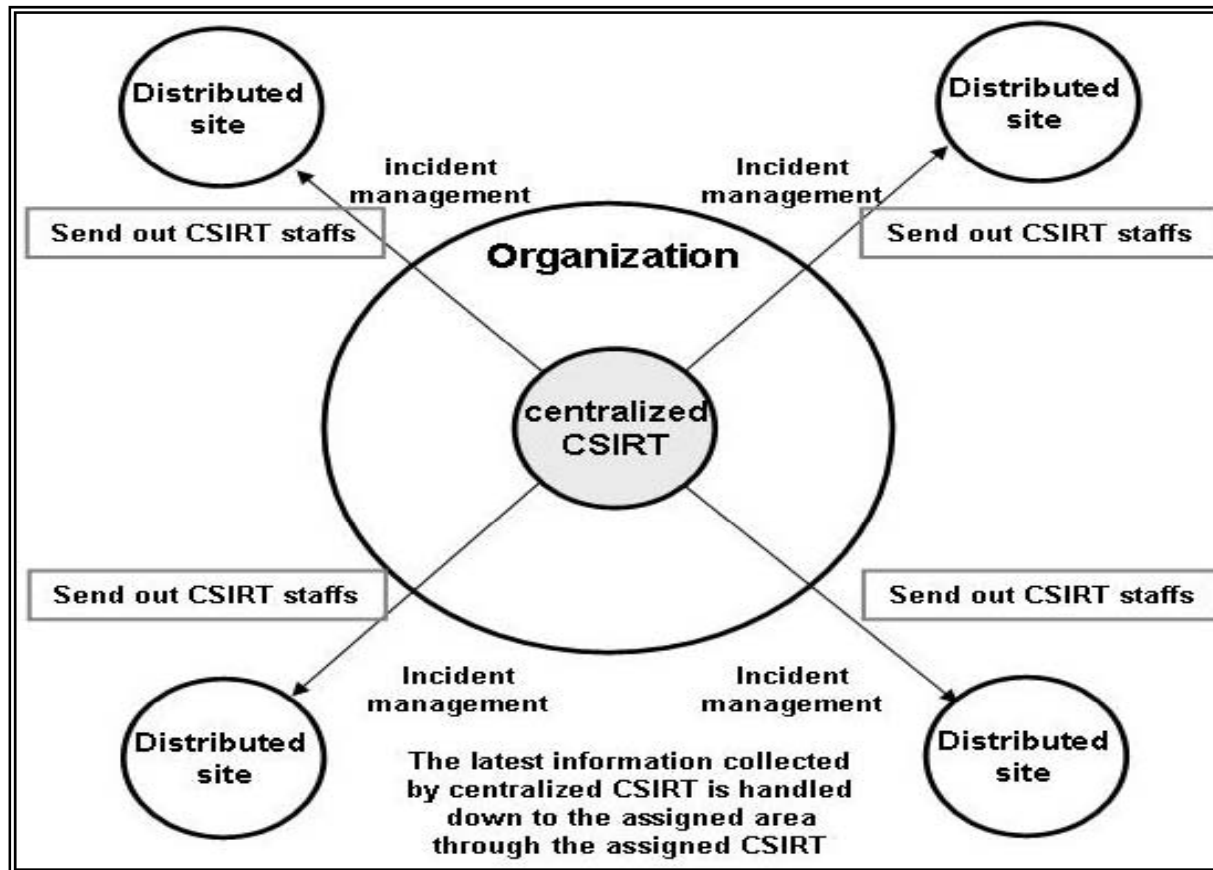 Distributed
site
Distributed
site
incident
management
Incident
management
Send out CSIRT staffs
Send out CSIRT staffs
Organization
centralized
CSIRT
Send out CSIRT staffs
Send out CSIRT staffs
Incident
management
Incident
management
Distributed
site
Distributed
site
The latest information collected
by centralized CSIRT is handled
down to the assigned area
through the assigned CSIRT